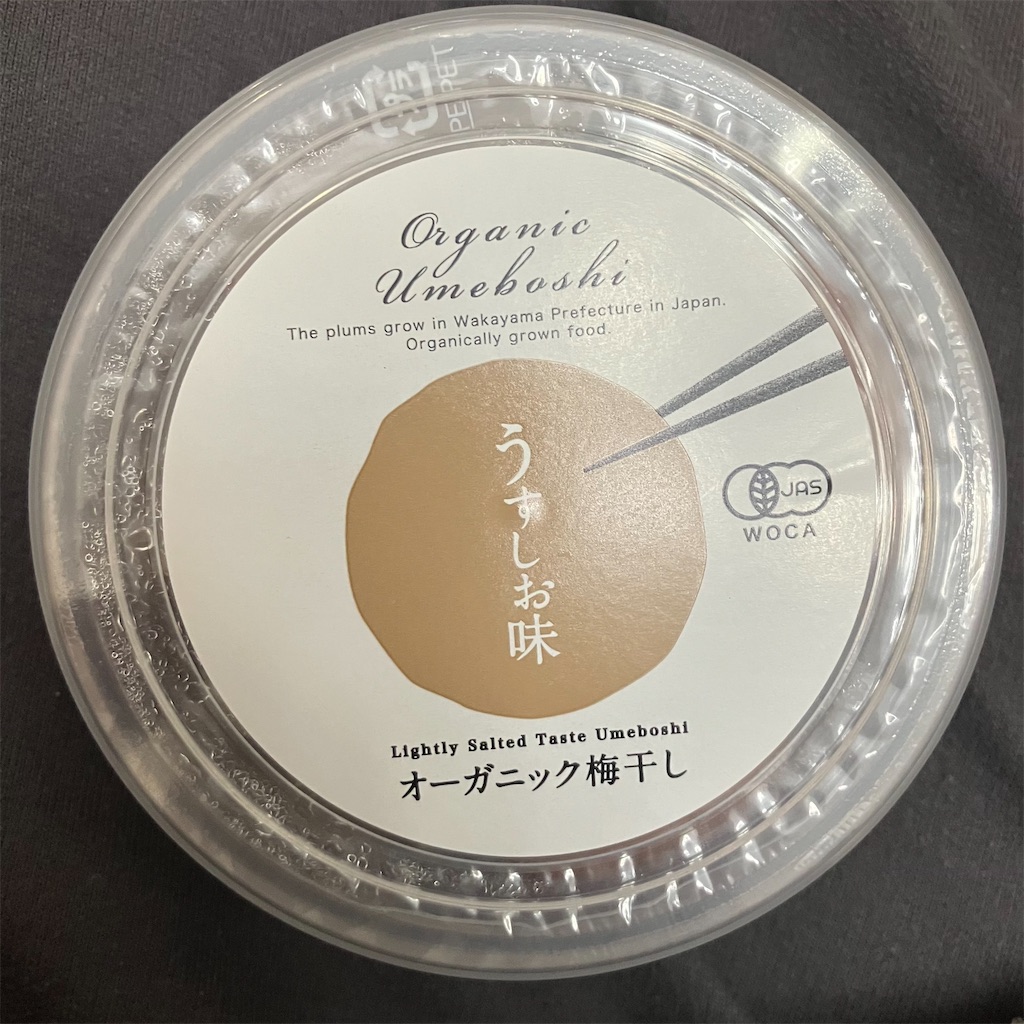 PE PET
Organic
Umeboshi
The plums grow in Wakayama Prefecture in Japan.
Organically grown food.
うすしお味
JAS
WOCA
Lightly Salted Taste Umeboshi
オーガニック梅干し